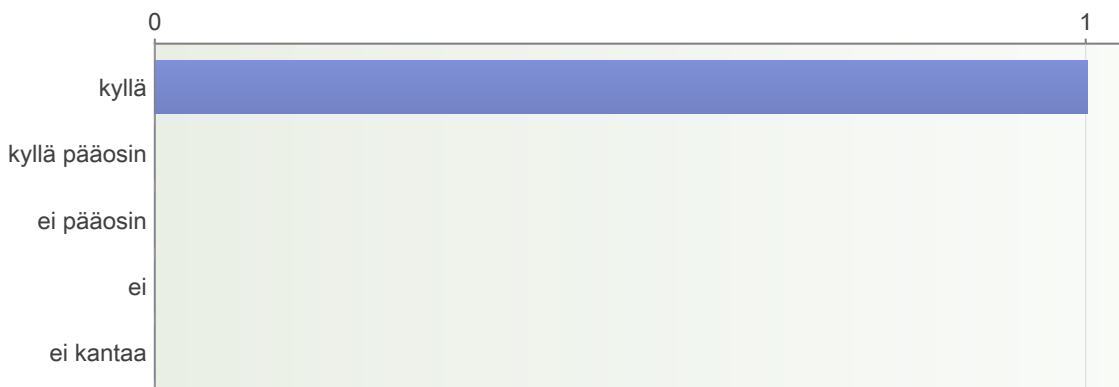 0 1
kyllä
kyllä pääosin
ei pääosin
ei
ei kantaa